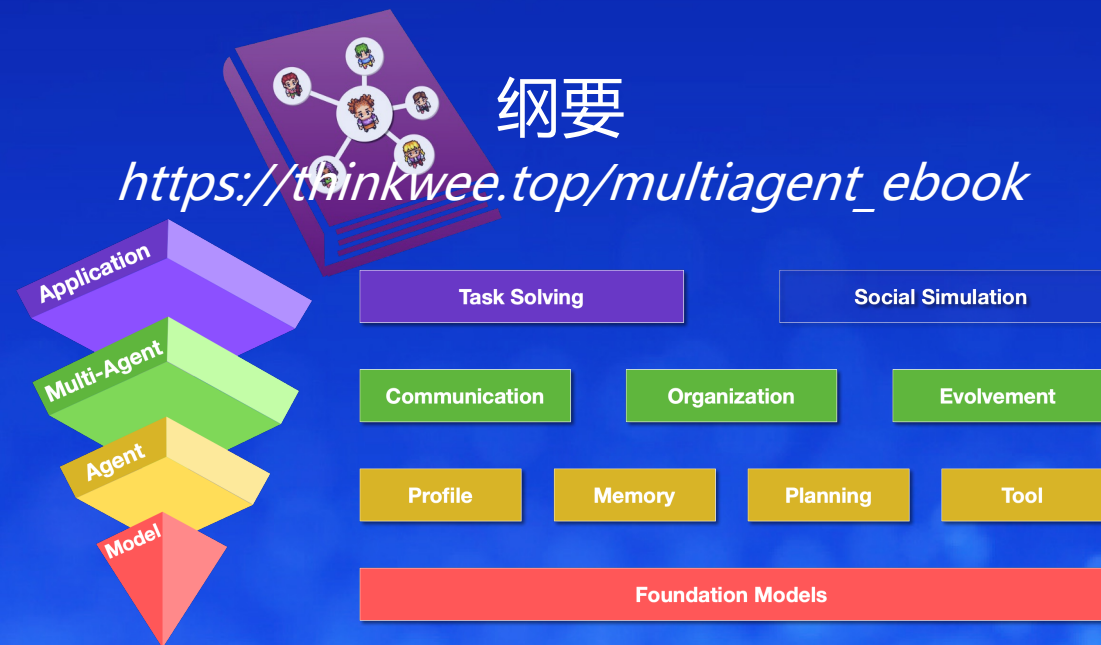 纲要
https://thinkwee.top/multiagent_ebook
Application
Task Solving
Social Simulation
Multi-Agent
Communication
Organization
Evolvement
Agent
Profile
Memory
Planning
Tool
Model
Foundation Models